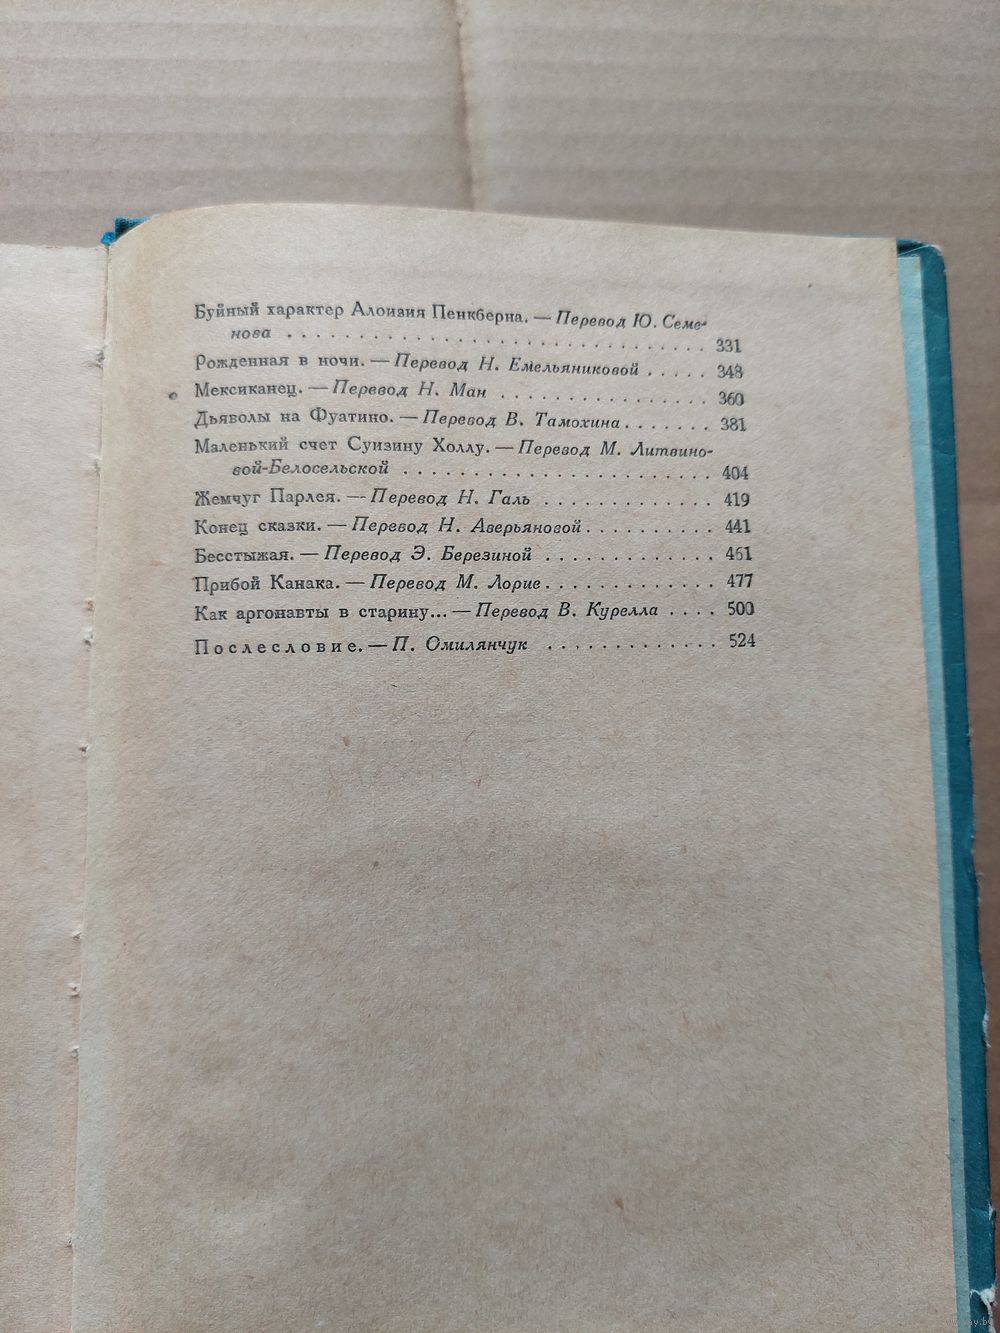 Буйный характер Алоизия Пенкберна. — Перевод Ю. Семе-
нова . . . . . . . . . . . . . . . . . . . . . . . . . . . . . 331
Рожденная в ночи. — Перевод Н. Емельяниковой . . . . . 348
Мексиканец. — Перевод Н. Ман . . . . . . . . . . . . . . 360
Дьяволы на Фуатино. — Перевод В. Тамохина . . . . . . . 381
Маленький счет Суизину Холлу. — Перевод М. Литвино-
вой-Белосельской . . . . . . . . . . . . . . . . . . . . . . 404
Жемчуг Парлея. — Перевод Н. Галь . . . . . . . . . . . . 419
Конец сказки. — Перевод Н. Аверьяновой . . . . . . . . . 441
Бесстыжая. — Перевод Э. Березиной . . . . . . . . . . . . 461
Прибой Канака. — Перевод М. Лорие . . . . . . . . . . . . 477
Как аргонавты в старину... — Перевод В. Курелла . . . . 500
Послесловие. — П. Омилянчук . . . . . . . . . . . . . 524